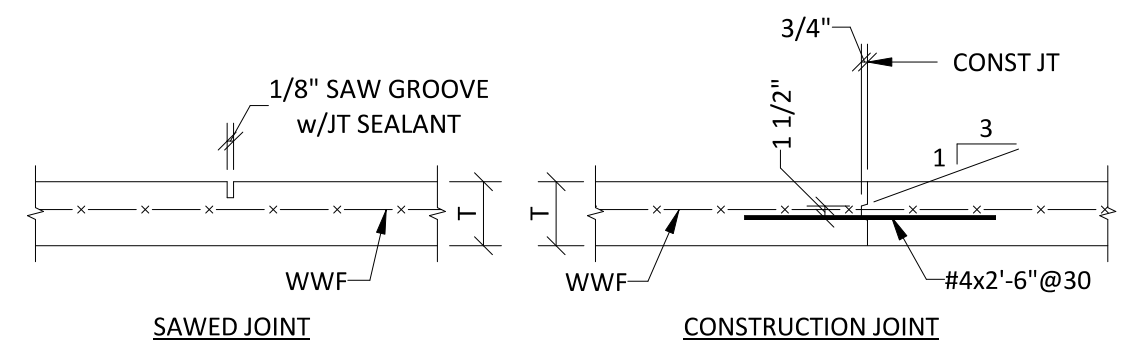 1/8" SAW GROOVE
w/JT SEALANT
T
WWF
SAWED JOINT
3/4"
CONST JT
1 1/2"
3
1
T
WWF
#4x2'-6"@30
CONSTRUCTION JOINT